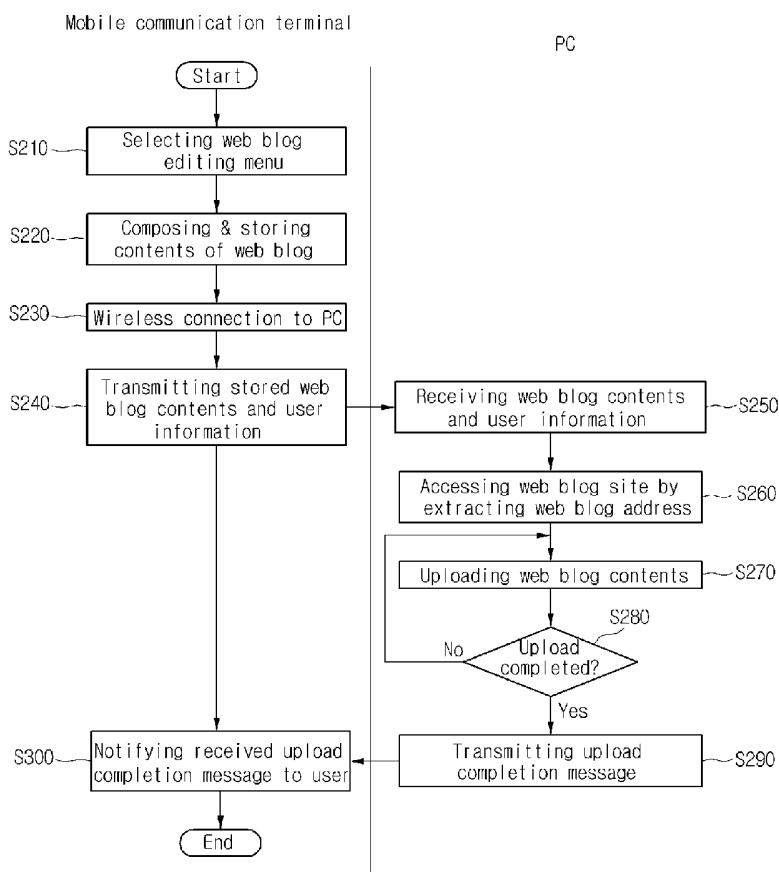 Mobile communication terminal
PC
Start
S210
Selecting web blog
editing menu
S220
Composing & storing
contents of web blog
S230
Wireless connection to PC
S240
Transmitting stored web
blog contents and user
information
Receiving web blog contents
and user information
S250
Accessing web blog site by
extracting web blog address
S260
Uploading web blog contents
S270
S280
Upload
completed?
No
Yes
Transmitting upload
completion message
S290
S300
Notifying received upload
completion message to user
End